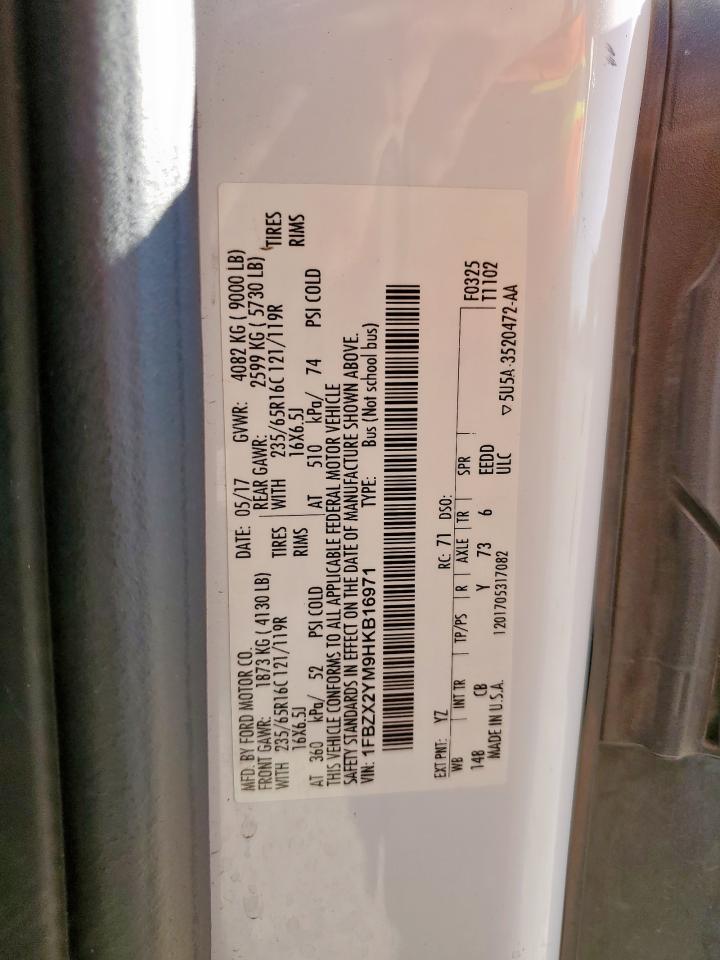 MFD. BY FORD MOTOR CO. DATE: 05/17 GVWR: 4082 KG ( 9000 LB)
FRONT GAWR: 1873 KG ( 4130 LB) REAR GAWR: 2599 KG ( 5730 LB)
WITH 235/65R16C 121/119R TIRES WITH 235/65R16C 121/119R TIRES
16X6.5J RIMS 16X6.5J RIMS
AT 360 kPa/ 52 PSI COLD AT 510 kPa/ 74 PSI COLD
THIS VEHICLE CONFORMS TO ALL APPLICABLE FEDERAL MOTOR VEHICLE
SAFETY STANDARDS IN EFFECT ON THE DATE OF MANUFACTURE SHOWN ABOVE.
VIN: 1FBZX2YM9HKB16971 TYPE: Bus (Not school bus)
EXT PNT: YZ RC: 71 DSO: F0325
WB INT TR TP/PS R AXLE TR SPR T1102
148 CB Y 73 6 EEDD
MADE IN U.S.A. 1201705317082 ULC ▽5U5A-3520472-AA